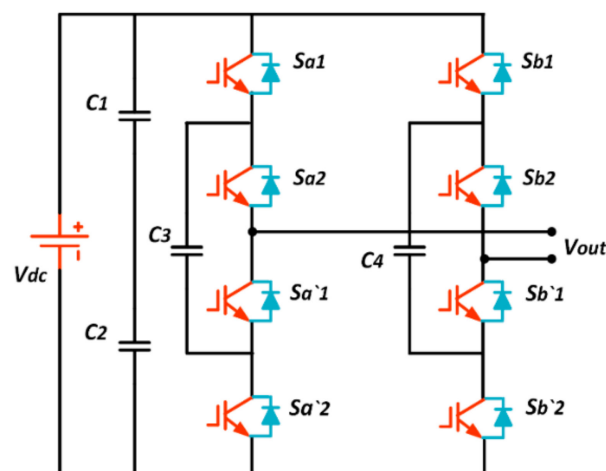 Sa1
Sb1
C1
Sa2
Sb2
+
C3
C4
Vout
Vdc
Sa`1
Sb`1
C2
Sa`2
Sb`2